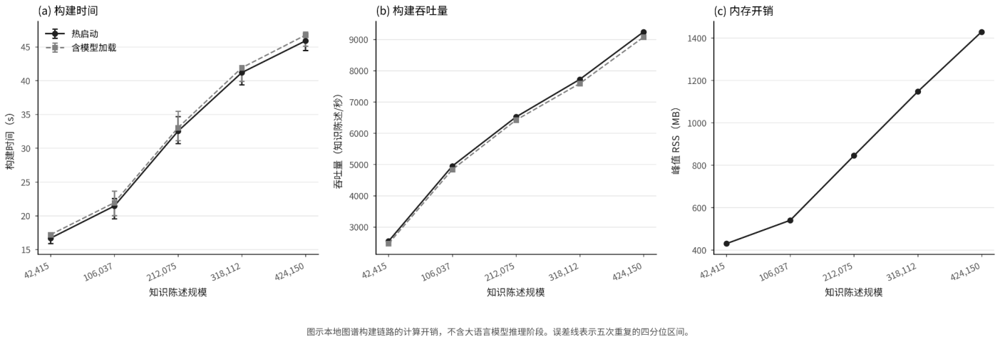 (a) 构建时间
热启动
含模型加载
构建时间（s）
45
40
35
30
25
20
15
42,415
106,037
212,075
318,112
424,150
知识陈述规模
(b) 构建吞吐量
吞吐量（知识陈述/秒）
9000
8000
7000
6000
5000
4000
3000
42,415
106,037
212,075
318,112
424,150
知识陈述规模
(c) 内存开销
峰值 RSS（MB）
1400
1200
1000
800
600
400
42,415
106,037
212,075
318,112
424,150
知识陈述规模
图示本地图谱构建链路的计算开销，不含大语言模型推理阶段。误差线表示五次重复的四分位区间。